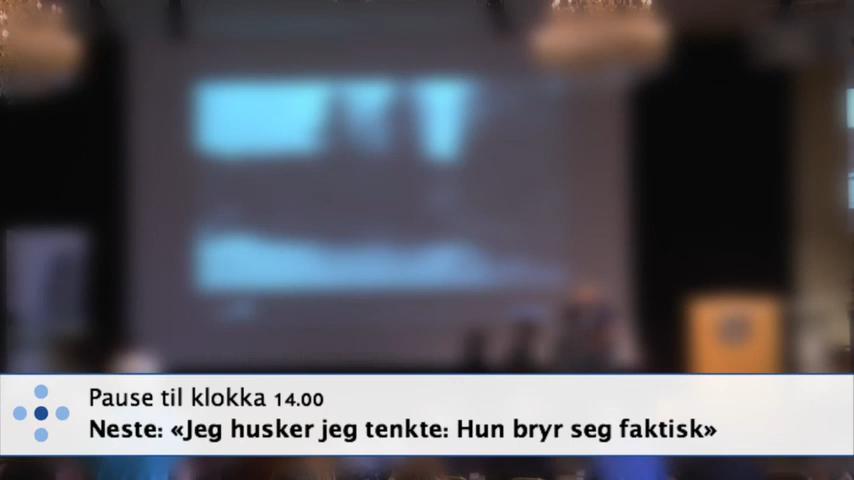 Pause til klokka 14.00
Neste: «Jeg husker jeg tenkte: Hun bryr seg faktisk»